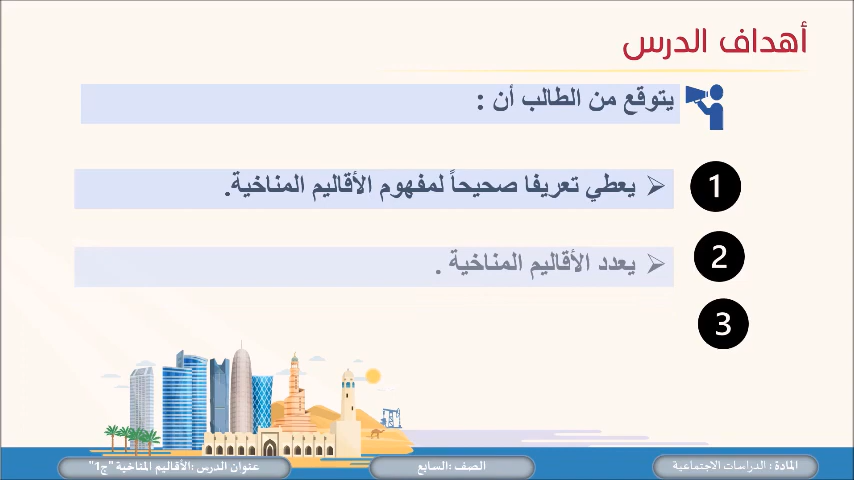 أهداف الدرس
يتوقع من الطالب أن :
1
➢ يعطي تعريفا صحيحاً لمفهوم الأقاليم المناخية.
2
➢ يعدد الأقاليم المناخية .
3
المادة : الدراسات الاجتماعية
الصف :السابع
عنوان الدرس :الأقاليم المناخية "ج1"